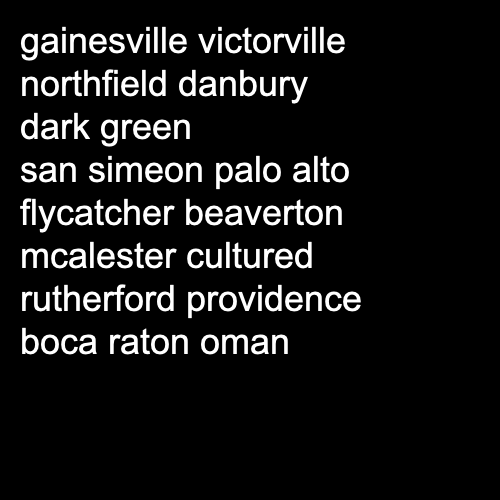 gainesville victorville
northfield danbury
dark green
san simeon palo alto
flycatcher beaverton
mcalester cultured
rutherford providence
boca raton oman